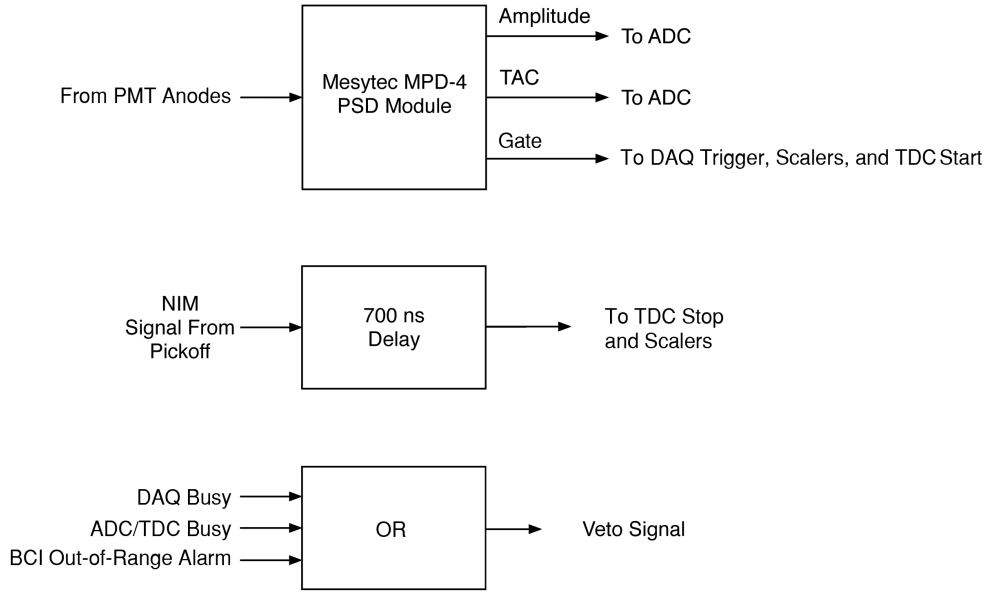 Amplitude
To ADC
Mesytec MPD-4
PSD Module
TAC
From PMT Anodes
To ADC
Gate
To DAQ Trigger, Scalers, and TDC Start
NIM
Signal From
Pickoff
700 ns
Delay
To TDC Stop
and Scalers
DAQ Busy
ADC/TDC Busy
BCI Out-of-Range Alarm
OR
Veto Signal